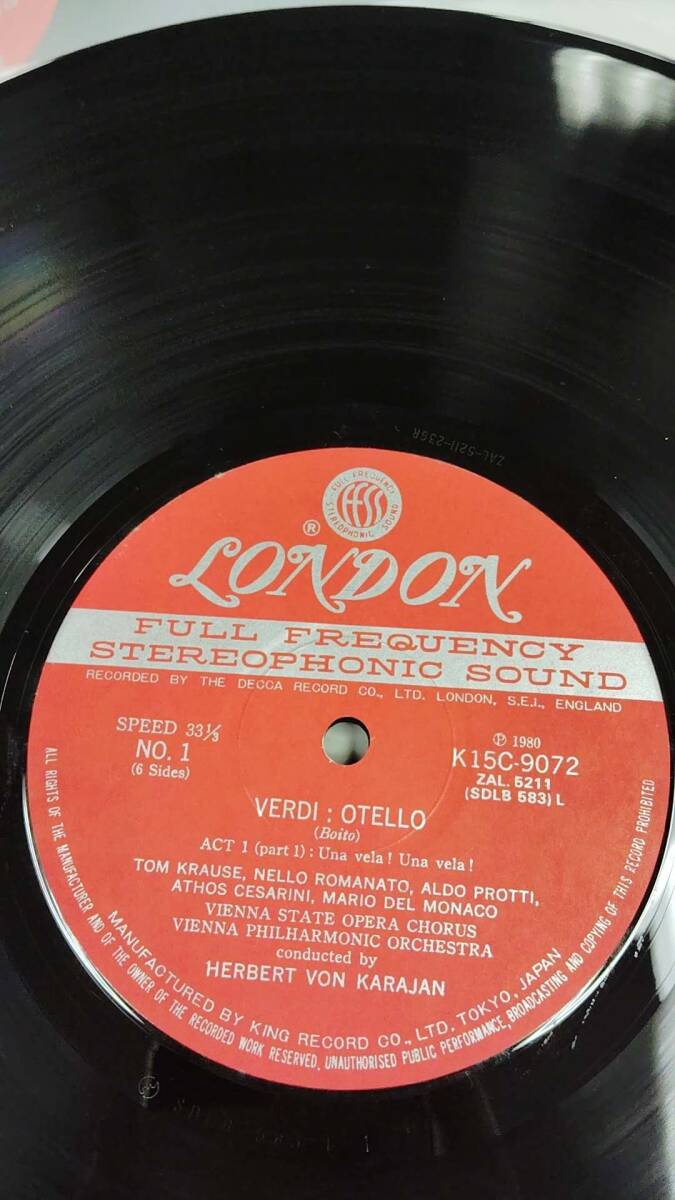 FULL FREQUENCY
FFSS
STEREOPHONIC SOUND
®
LONDON
FULL FREQUENCY
STEREOPHONIC SOUND
RECORDED BY THE DECCA RECORD CO., LTD. LONDON, S.E.I., ENGLAND
SPEED 33⅓
NO. 1
(6 Sides)
℗ 1980
K15C-9072
ZAL. 5211
(SDLB 583) L
VERDI : OTELLO
(Boito)
ACT 1 (part 1) : Una vela! Una vela!
TOM KRAUSE, NELLO ROMANATO, ALDO PROTTI,
ATHOS CESARINI, MARIO DEL MONACO
VIENNA STATE OPERA CHORUS
VIENNA PHILHARMONIC ORCHESTRA
conducted by
HERBERT VON KARAJAN
MANUFACTURED BY KING RECORD CO., LTD. TOKYO, JAPAN
ALL RIGHTS OF THE MANUFACTURER AND OF THE OWNER OF THE RECORDED WORK RESERVED. UNAUTHORISED PUBLIC PERFORMANCE, BROADCASTING AND COPYING OF THIS RECORD PROHIBITED